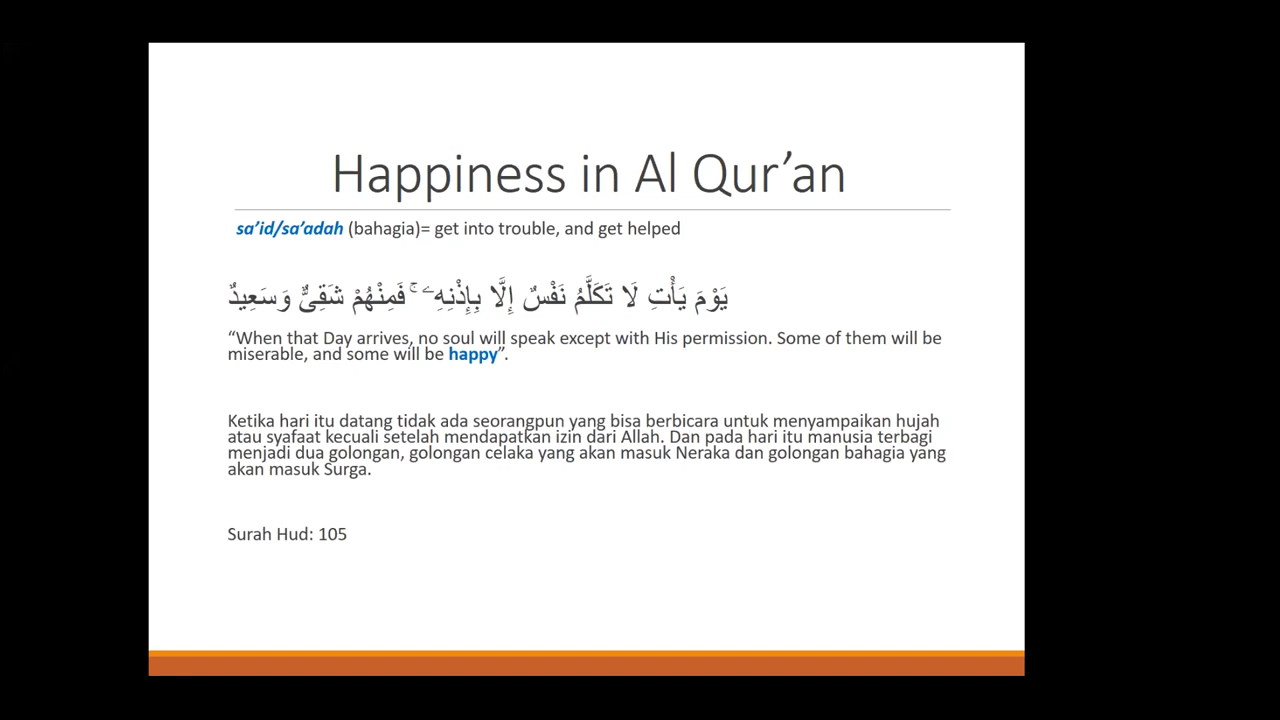 Happiness in Al Qur’an
sa’id/sa’adah (bahagia)= get into trouble, and get helped
يَوْمَ يَأْتِ لَا تَكَلَّمُ نَفْسٌ إِلَّا بِإِذْنِهِۦ ۚ فَمِنْهُمْ شَقِىٌّ وَسَعِيدٌ
“When that Day arrives, no soul will speak except with His permission. Some of them will be
miserable, and some will be happy”.
Ketika hari itu datang tidak ada seorangpun yang bisa berbicara untuk menyampaikan hujah
atau syafaat kecuali setelah mendapatkan izin dari Allah. Dan pada hari itu manusia terbagi
menjadi dua golongan, golongan celaka yang akan masuk Neraka dan golongan bahagia yang
akan masuk Surga.
Surah Hud: 105